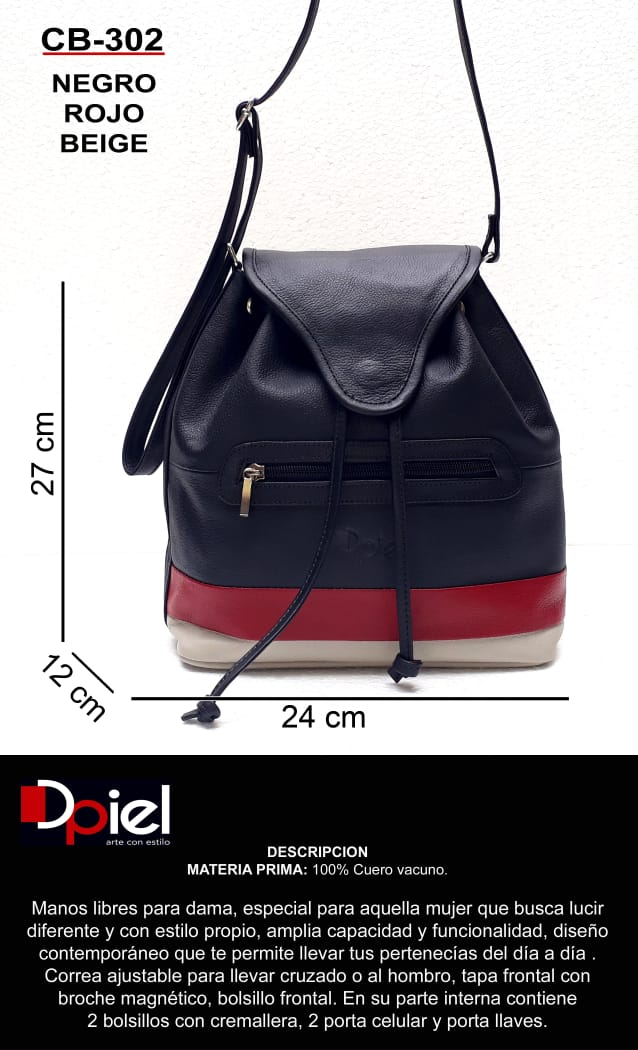 CB-302
NEGRO
ROJO
BEIGE
27 cm
12 cm
24 cm
Dpiel
Dpiel
arte con estilo
DESCRIPCION
MATERIA PRIMA: 100% Cuero vacuno.
Manos libres para dama, especial para aquella mujer que busca lucir
diferente y con estilo propio, amplia capacidad y funcionalidad, diseño
contemporáneo que te permite llevar tus pertenecías del día a día .
Correa ajustable para llevar cruzado o al hombro, tapa frontal con
broche magnético, bolsillo frontal. En su parte interna contiene
2 bolsillos con cremallera, 2 porta celular y porta llaves.